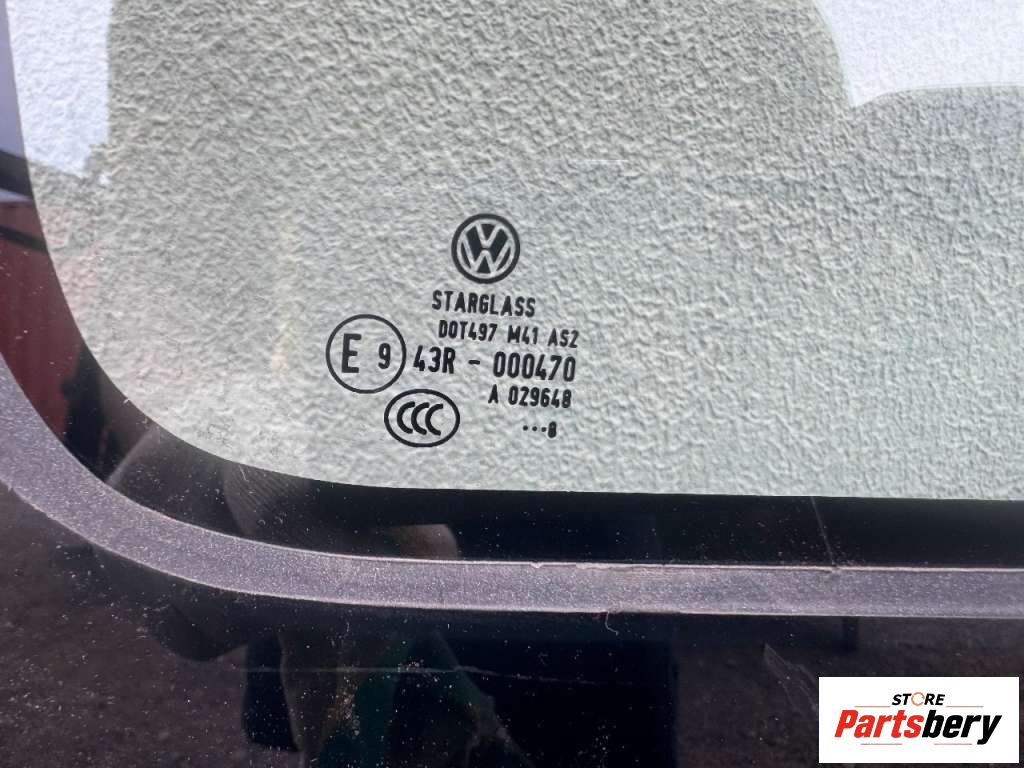 STARGLASS
DOT497 M41 AS2
E 9 43R - 000470
A 029648
CCC
···8
STORE
Partsbery